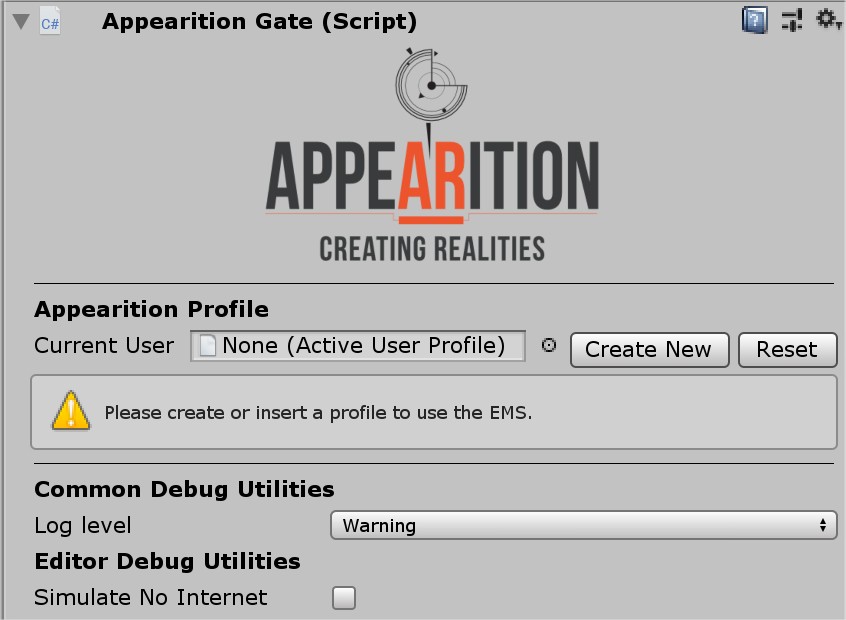 C#
Appearition Gate (Script)
?
APPEARITION
CREATING REALITIES
Appearition Profile
Current User None (Active User Profile) Create New Reset
Please create or insert a profile to use the EMS.
Common Debug Utilities
Log level Warning
Editor Debug Utilities
Simulate No Internet